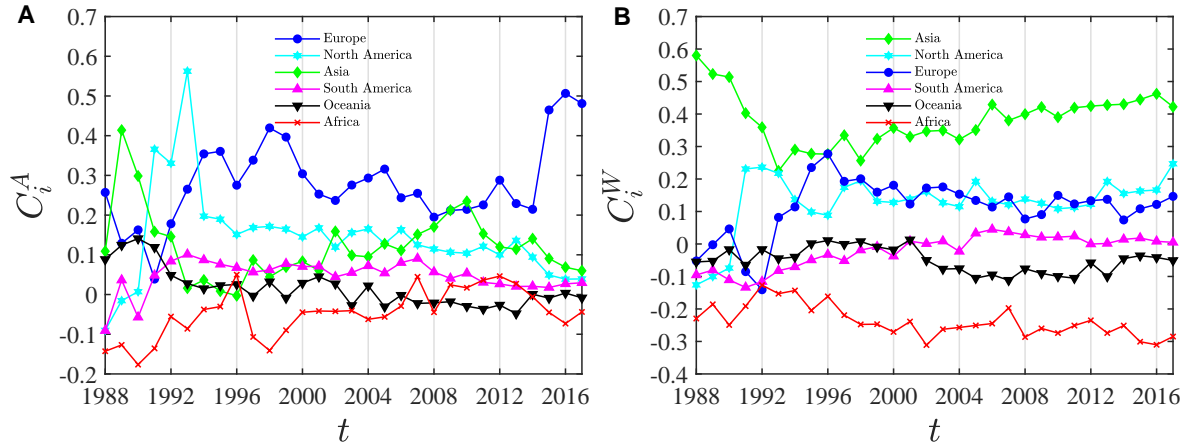 A
0.7
0.6
0.5
0.4
0.3
0.2
0.1
0
-0.1
-0.2
C_i^A
Europe
North America
Asia
South America
Oceania
Africa
1988 1992 1996 2000 2004 2008 2012 2016
t
B
0.7
0.6
0.5
0.4
0.3
0.2
0.1
0
-0.1
-0.2
-0.3
-0.4
C_i^W
Asia
North America
Europe
South America
Oceania
Africa
1988 1992 1996 2000 2004 2008 2012 2016
t